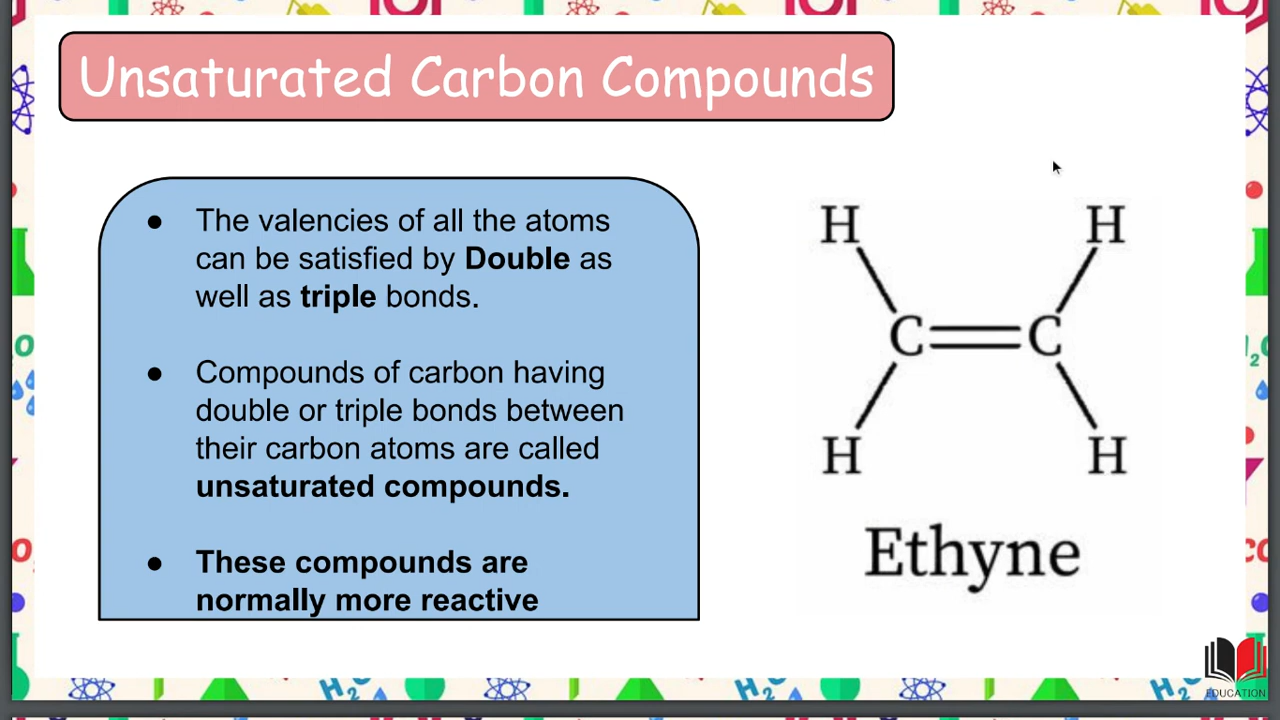 Unsaturated Carbon Compounds
● The valencies of all the atoms
can be satisfied by Double as
well as triple bonds.
● Compounds of carbon having
double or triple bonds between
their carbon atoms are called
unsaturated compounds.
● These compounds are
normally more reactive
H H
C C
H H
Ethyne
EDUCATION
H₂O
H₂O